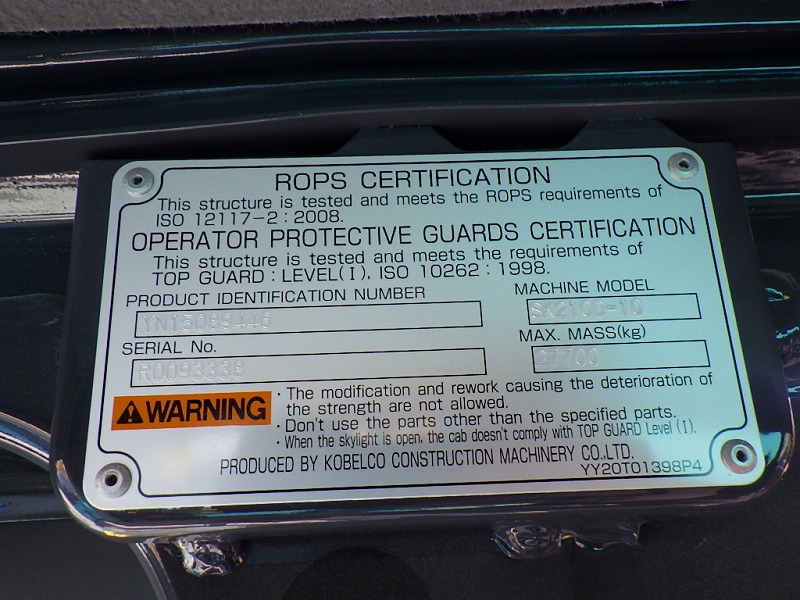 ROPS CERTIFICATION
This structure is tested and meets the ROPS requirements of
ISO 12117-2 : 2008.
OPERATOR PROTECTIVE GUARDS CERTIFICATION
This structure is tested and meets the requirements of
TOP GUARD : LEVEL(I). ISO 10262 : 1998.
PRODUCT IDENTIFICATION NUMBER
MACHINE MODEL
SK210D-10
SERIAL No.
R0093338
MAX. MASS(kg)
27700
WARNING
· The modification and rework causing the deterioration of
the strength are not allowed.
· Don't use the parts other than the specified parts.
· When the skylight is open, the cab doesn't comply with TOP GUARD Level (I).
PRODUCED BY KOBELCO CONSTRUCTION MACHINERY CO.,LTD.
YY20T01398P4